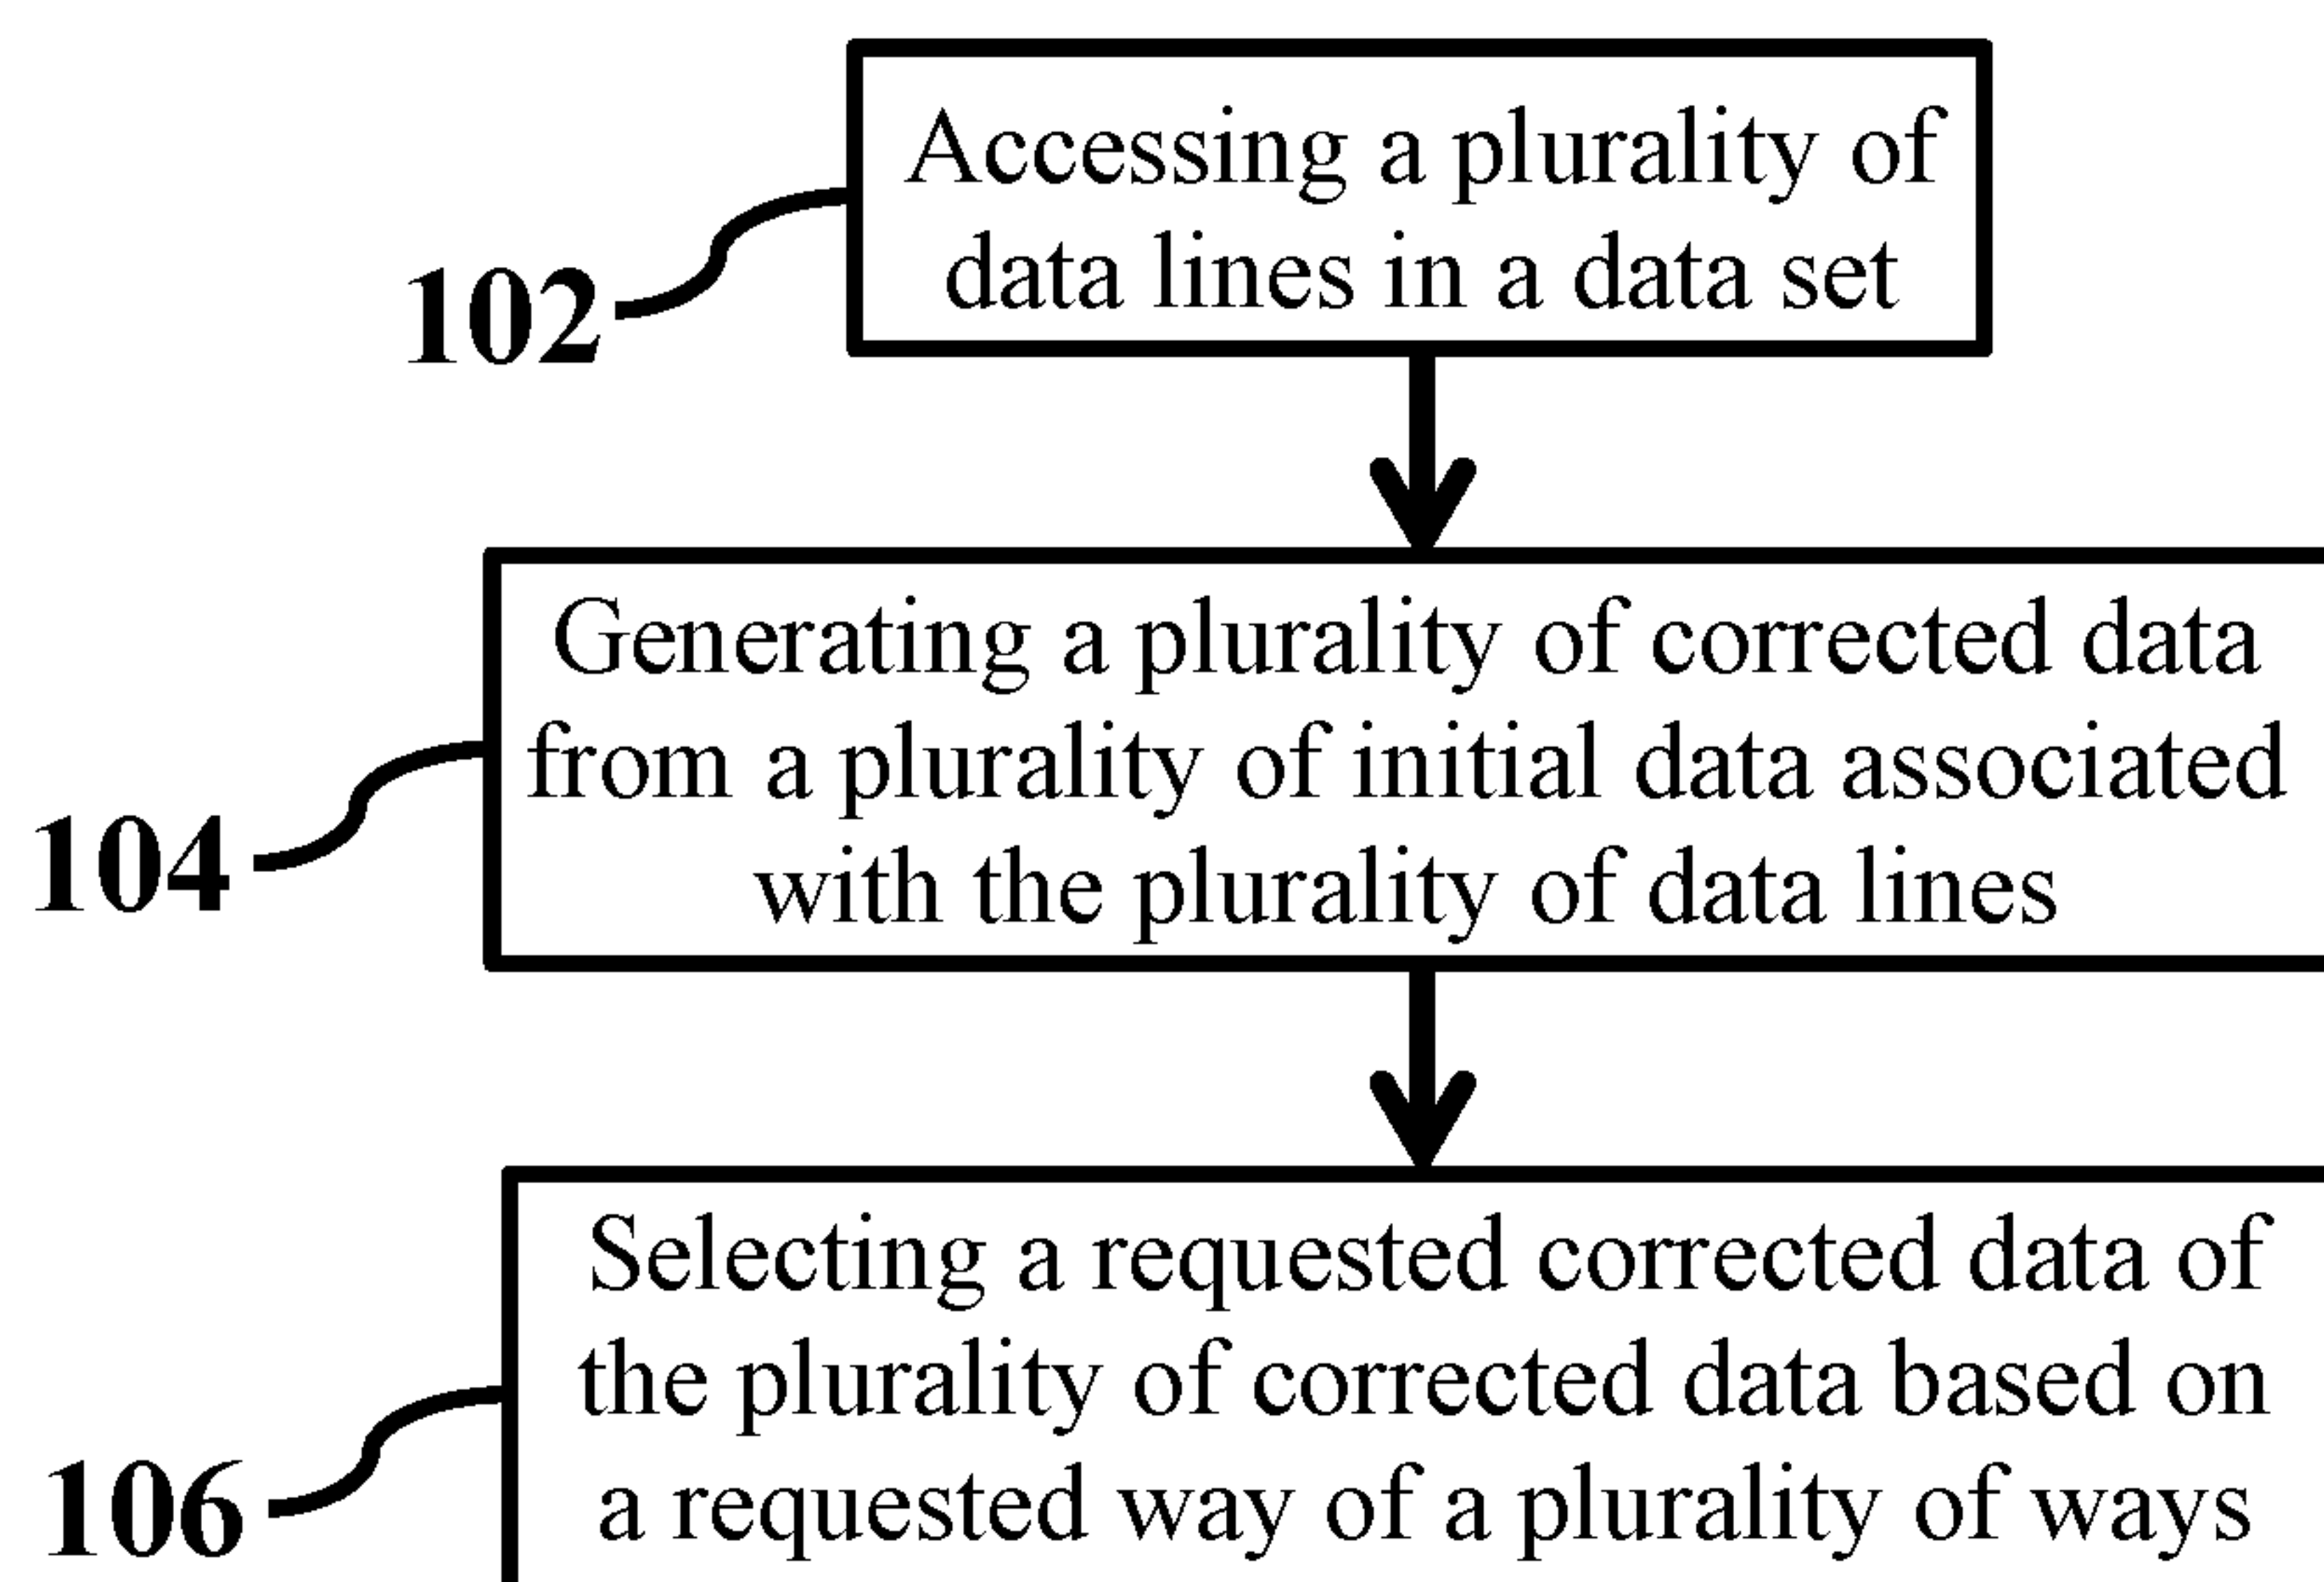 Accessing a plurality of
data lines in a data set
102
Generating a plurality of corrected data
from a plurality of initial data associated
with the plurality of data lines
104
Selecting a requested corrected data of
the plurality of corrected data based on
a requested way of a plurality of ways
106